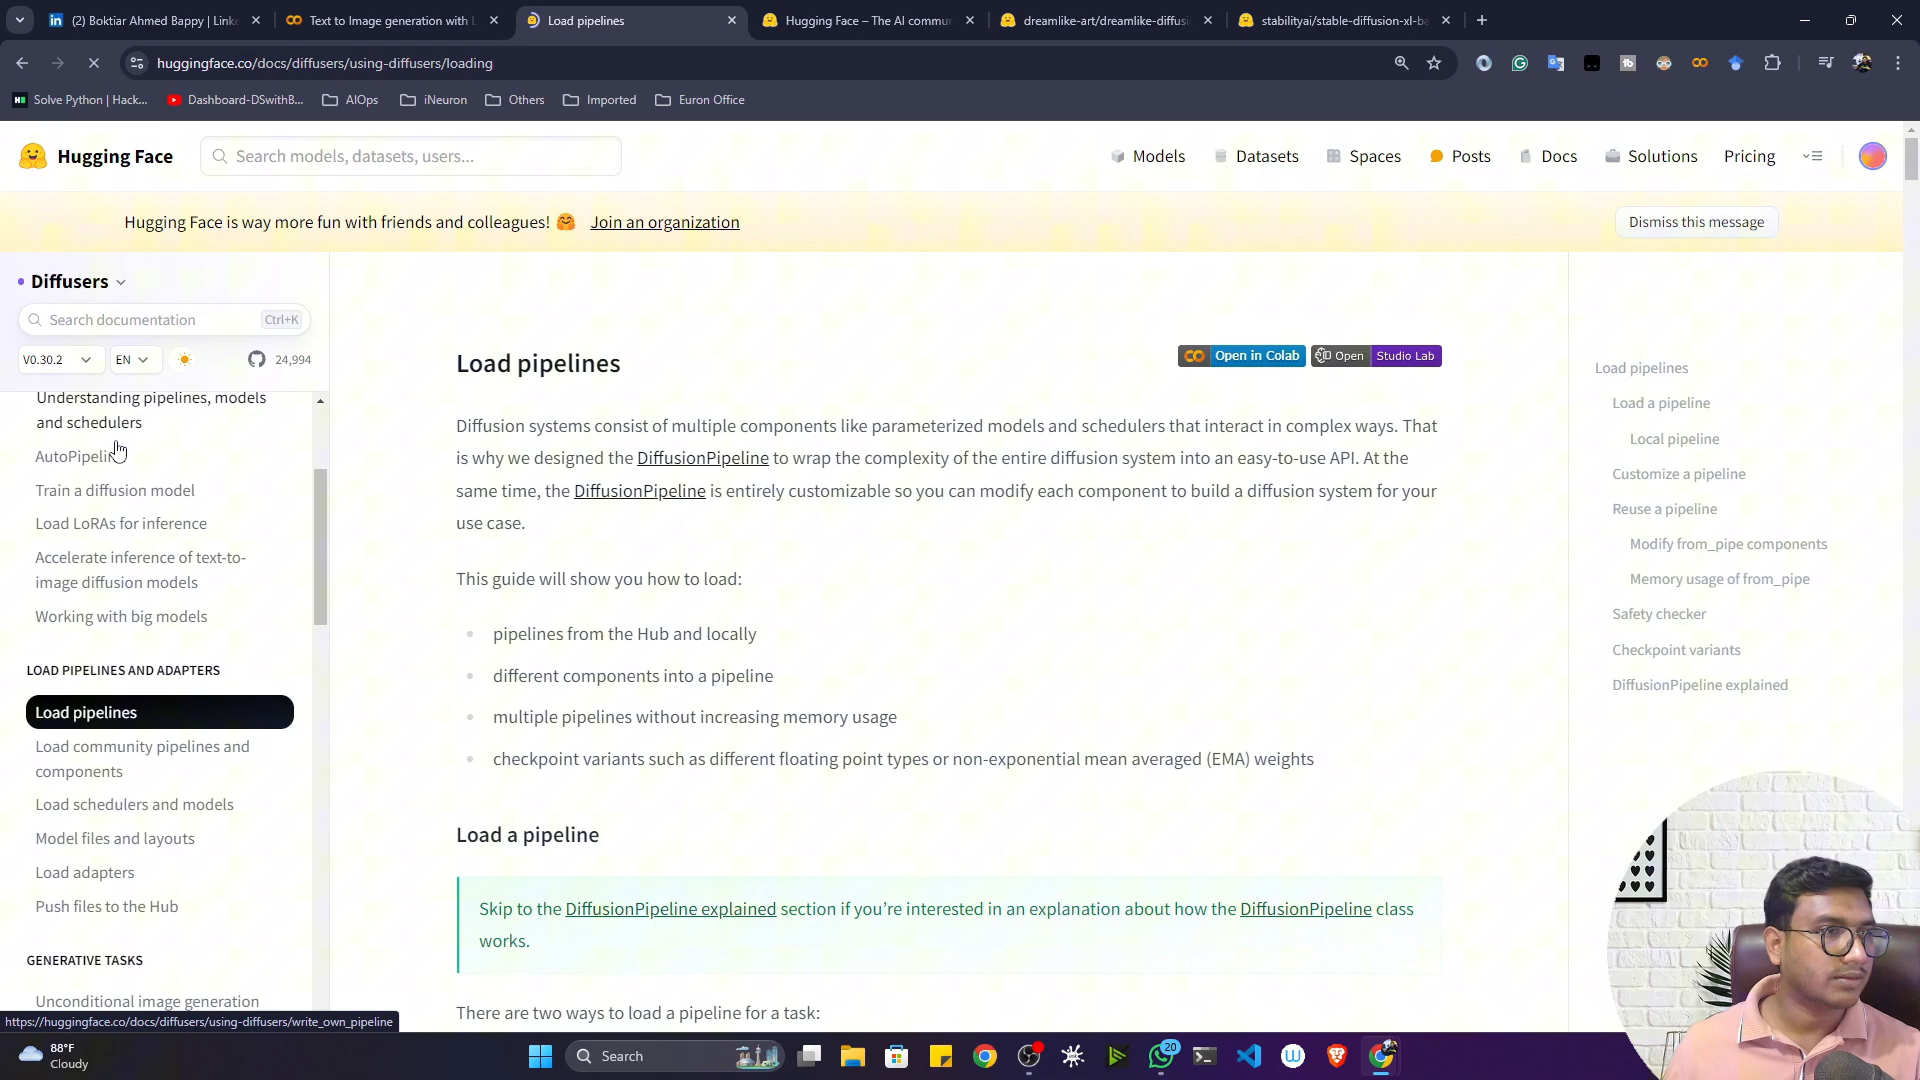 (2) Boktiar Ahmed Bappy | Linke
Text to Image generation with L
Load pipelines
Hugging Face – The AI commu
dreamlike-art/dreamlike-diffusi
stabilityai/stable-diffusion-xl-ba
huggingface.co/docs/diffusers/using-diffusers/loading
Solve Python | Hack...
Dashboard-DSwithB...
AIOps
iNeuron
Others
Imported
Euron Office
Hugging Face
Search models, datasets, users...
Models
Datasets
Spaces
Posts
Docs
Solutions
Pricing
Hugging Face is way more fun with friends and colleagues! 🤗 Join an organization
Dismiss this message
Diffusers
Search documentation
Ctrl+K
V0.30.2
EN
24,994
Understanding pipelines, models
and schedulers
AutoPipelin
Train a diffusion model
Load LoRAs for inference
Accelerate inference of text-to-
image diffusion models
Working with big models
LOAD PIPELINES AND ADAPTERS
Load pipelines
Load community pipelines and
components
Load schedulers and models
Model files and layouts
Load adapters
Push files to the Hub
GENERATIVE TASKS
Unconditional image generation
https://huggingface.co/docs/diffusers/using-diffusers/write_own_pipeline
Load pipelines
Open in Colab
Open Studio Lab
Diffusion systems consist of multiple components like parameterized models and schedulers that interact in complex ways. That
is why we designed the DiffusionPipeline to wrap the complexity of the entire diffusion system into an easy-to-use API. At the
same time, the DiffusionPipeline is entirely customizable so you can modify each component to build a diffusion system for your
use case.
This guide will show you how to load:
pipelines from the Hub and locally
different components into a pipeline
multiple pipelines without increasing memory usage
checkpoint variants such as different floating point types or non-exponential mean averaged (EMA) weights
Load a pipeline
Skip to the DiffusionPipeline explained section if you’re interested in an explanation about how the DiffusionPipeline class
works.
There are two ways to load a pipeline for a task:
Load pipelines
Load a pipeline
Local pipeline
Customize a pipeline
Reuse a pipeline
Modify from_pipe components
Memory usage of from_pipe
Safety checker
Checkpoint variants
DiffusionPipeline explained
88°F
Cloudy
Search
20